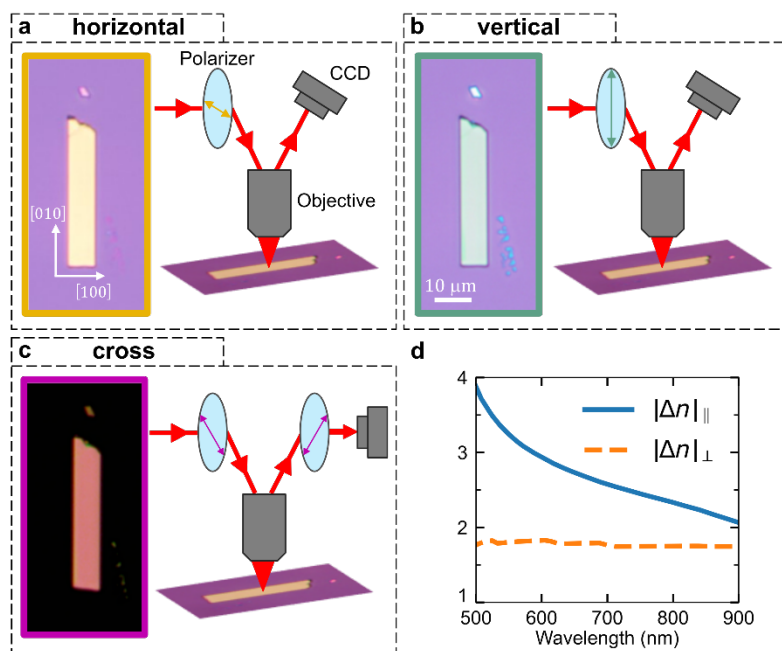 a horizontal
Polarizer
CCD
Objective
[010]
[100]
b vertical
10 μm
c cross
d
4
3
2
1
|Δn|∥
|Δn|⊥
500 600 700 800 900
Wavelength (nm)